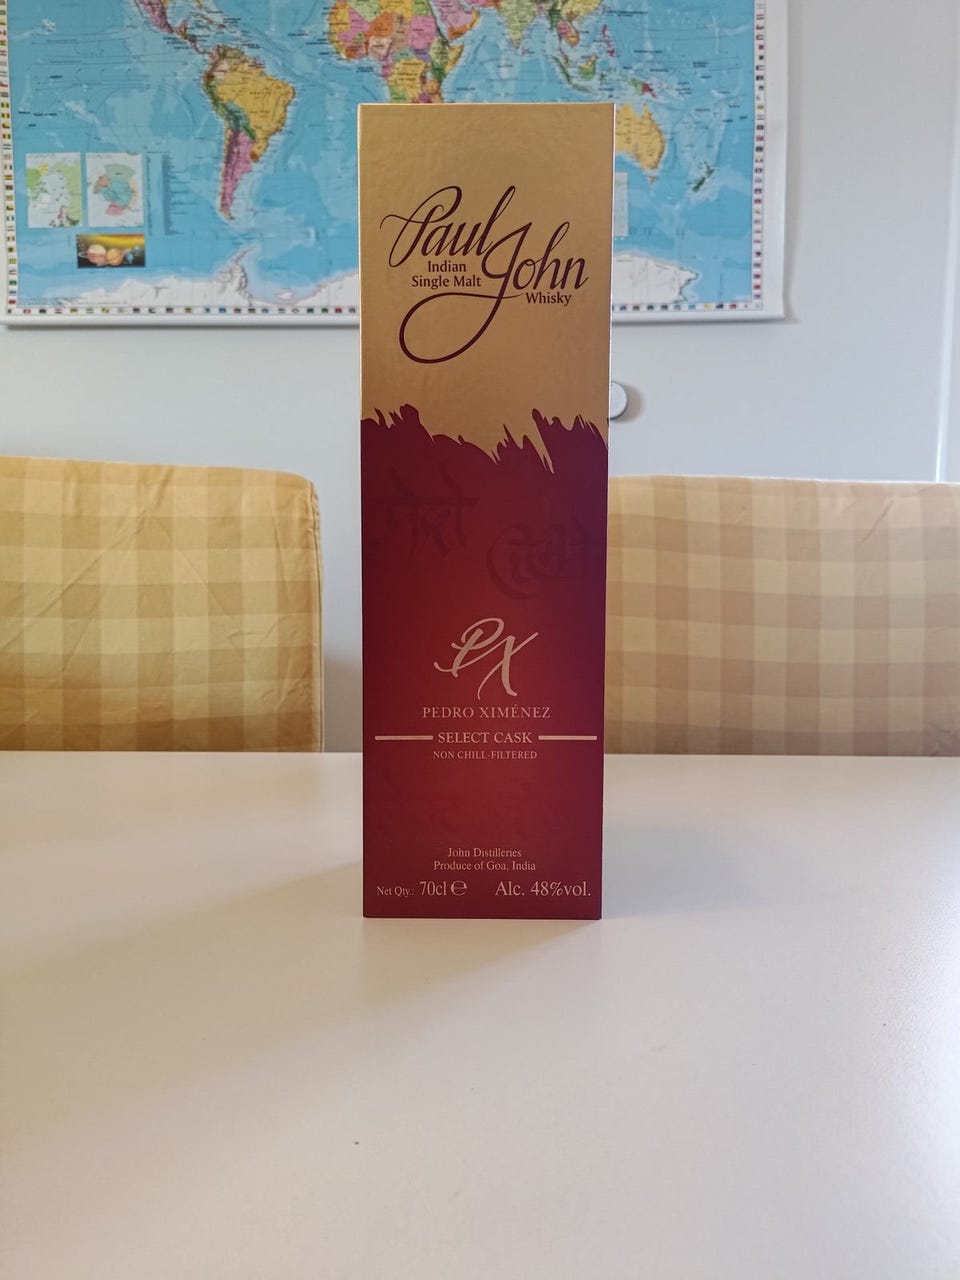 Paul John
Indian
Single Malt
Whisky
PX
PEDRO XIMÉNEZ
SELECT CASK
NON CHILL-FILTERED
John Distilleries
Produce of Goa, India
Net Qty.: 70cl ℮ Alc. 48%vol.